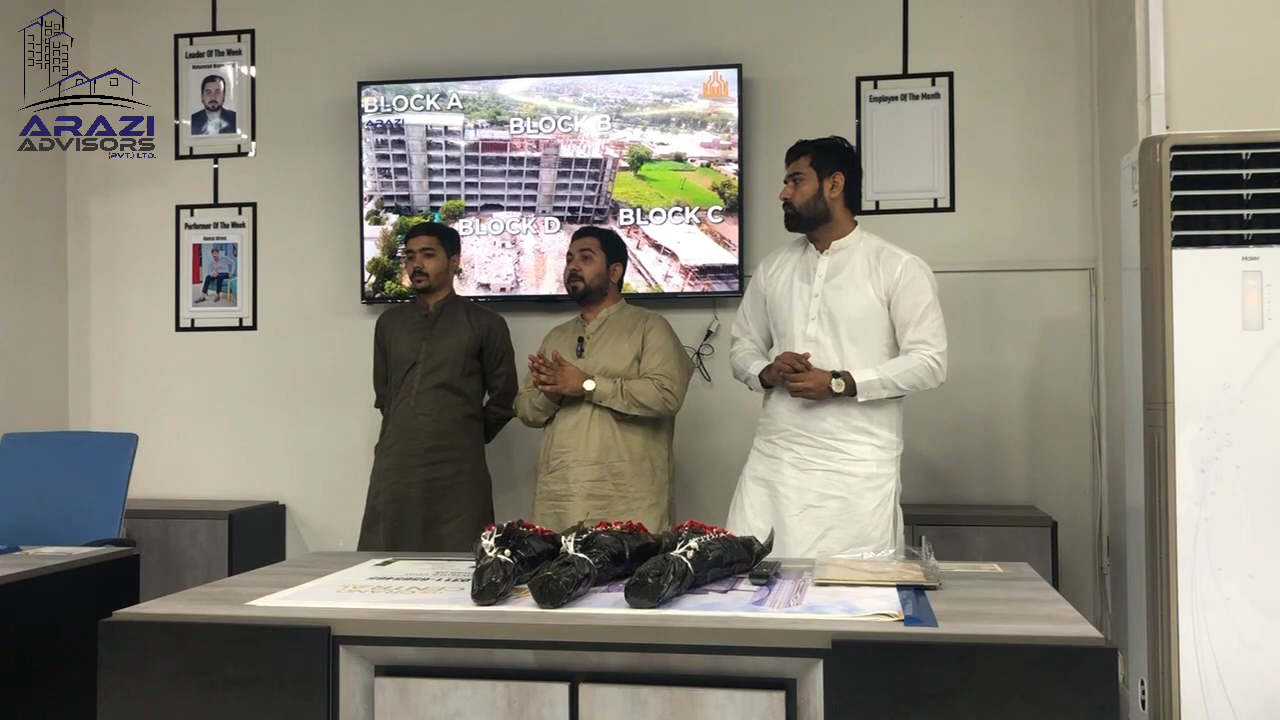 ARAZI
ADVISORS
(PVT.) LTD.
Leader Of The Week
Performer Of The Week
BLOCK A
ARAZI
BLOCK B
BLOCK C
BLOCK D
Employee Of The Month
Haier